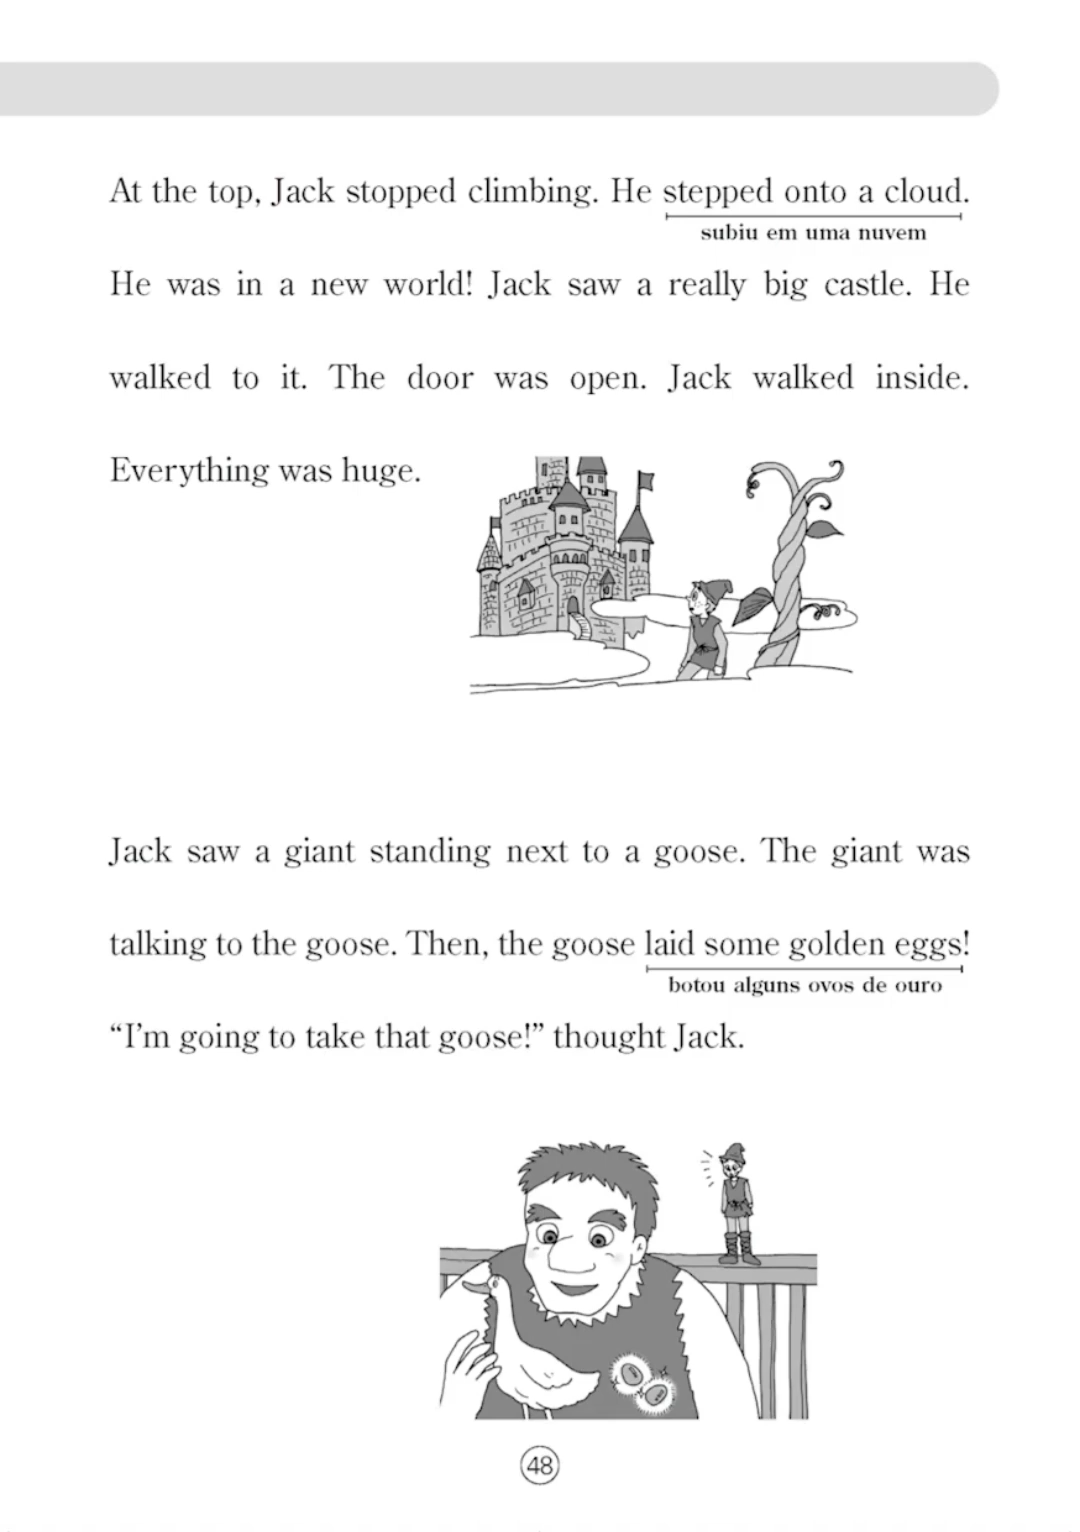 At the top, Jack stopped climbing. He stepped onto a cloud.
subiu em uma nuvem
He was in a new world! Jack saw a really big castle. He
walked to it. The door was open. Jack walked inside.
Everything was huge.
Jack saw a giant standing next to a goose. The giant was
talking to the goose. Then, the goose laid some golden eggs!
botou alguns ovos de ouro
“I’m going to take that goose!” thought Jack.
48